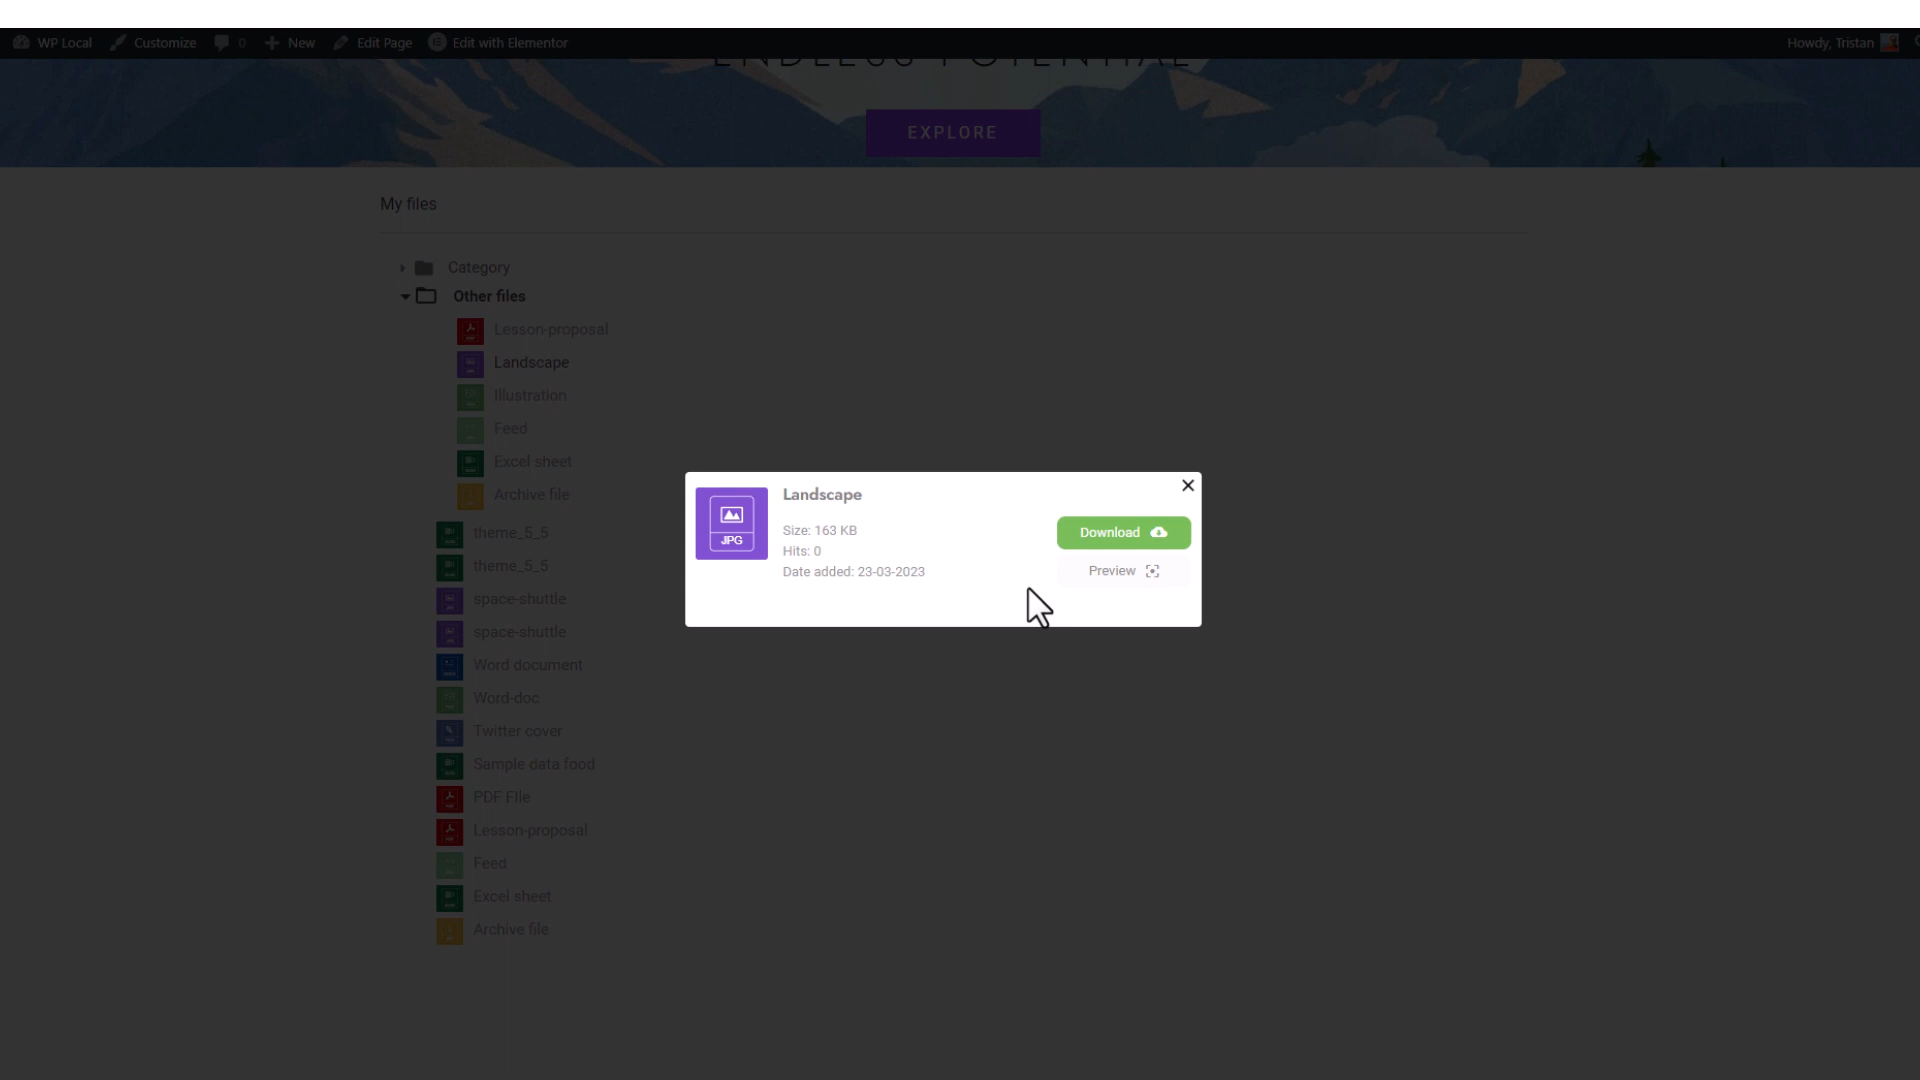 WP Local Customize 0 New Edit Page Edit with Elementor Howdy, Tristan
ENDLESS POTENTIAL
EXPLORE
My files
Category
Other files
Lesson-proposal
Landscape
Illustration
Feed
Excel sheet
Archive file
theme_5_5
theme_5_5
space-shuttle
space-shuttle
Word document
Word-doc
Twitter cover
Sample data food
PDF FIle
Lesson-proposal
Feed
Excel sheet
Archive file
Landscape
JPG
Size: 163 KB
Hits: 0
Date added: 23-03-2023
Download
Preview